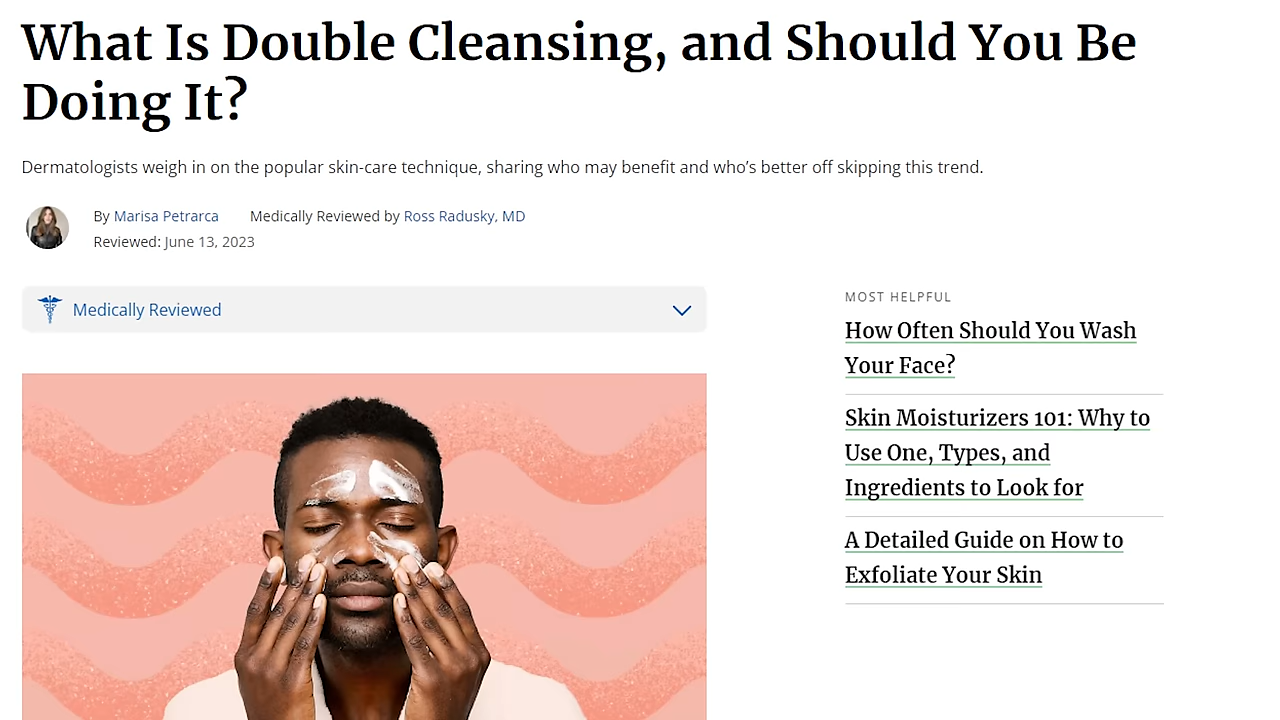 What Is Double Cleansing, and Should You Be
Doing It?
Dermatologists weigh in on the popular skin-care technique, sharing who may benefit and who’s better off skipping this trend.
By Marisa Petrarca Medically Reviewed by Ross Radusky, MD
Reviewed: June 13, 2023
Medically Reviewed
MOST HELPFUL
How Often Should You Wash
Your Face?
Skin Moisturizers 101: Why to
Use One, Types, and
Ingredients to Look for
A Detailed Guide on How to
Exfoliate Your Skin